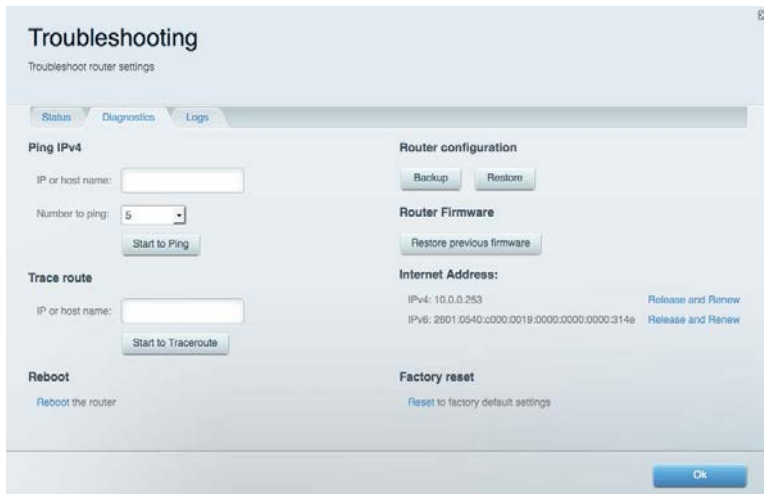 Troubleshooting
Troubleshoot router settings
Status Diagnostics Logs
Ping IPv4
IP or host name:
Number to ping: 5
Start to Ping
Trace route
IP or host name:
Start to Traceroute
Reboot
Reboot the router
Router configuration
Backup Restore
Router Firmware
Restore previous firmware
Internet Address:
IPv4: 10.0.0.253 Release and Renew
IPv6: 2601:0540:c000:0019:0000:0000:0000:314e Release and Renew
Factory reset
Reset to factory default settings
Ok